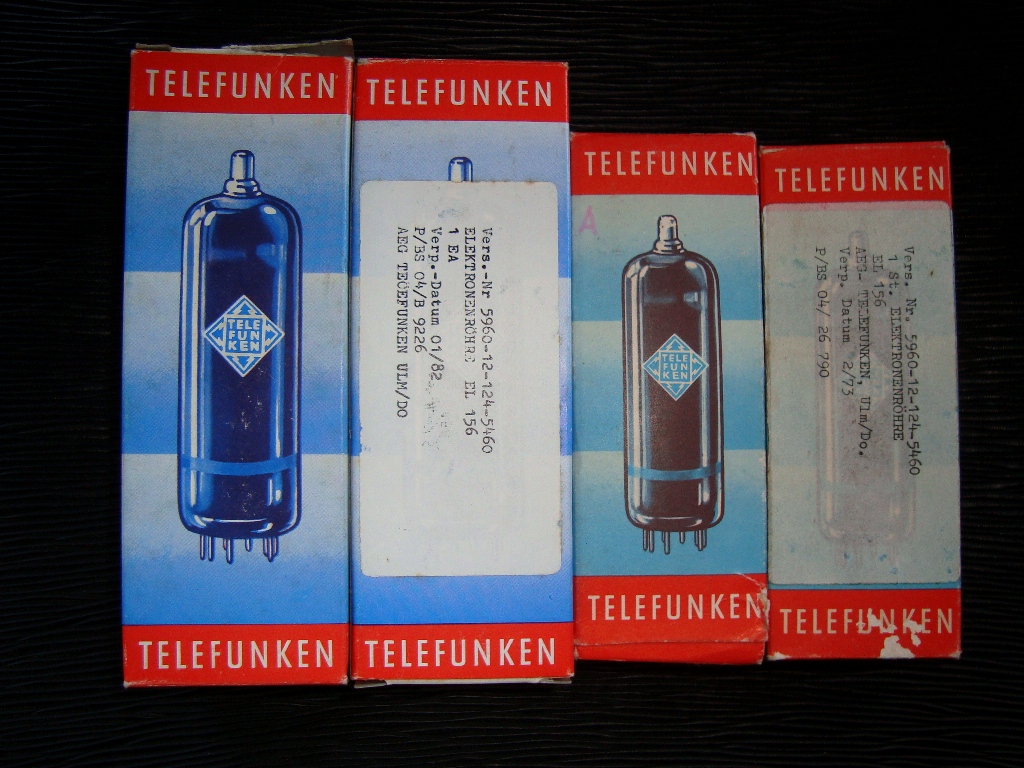 TELEFUNKEN
TELE
FUN
KEN
TELEFUNKEN
TELEFUNKEN
Vers.-Nr 5960-12-124-5460
ELEKTRONENRÖHRE EL 156
1 EA
Verp.-Datum 01/82
P/BS 04/B 9226
AEG TECEFUNKEN ULM/DO
TELEFUNKEN
TELEFUNKEN
A
TELE
FUN
KEN
TELEFUNKEN
TELEFUNKEN
Vers. Nr. 5960-12-124-5460
1 St. ELEKTRONENRÖHRE
EL 156
AEG- TELEFUNKEN, Ulm/Do.
Verp. Datum 2/73
P/BS 04/ 26 790
TELEFUNKEN